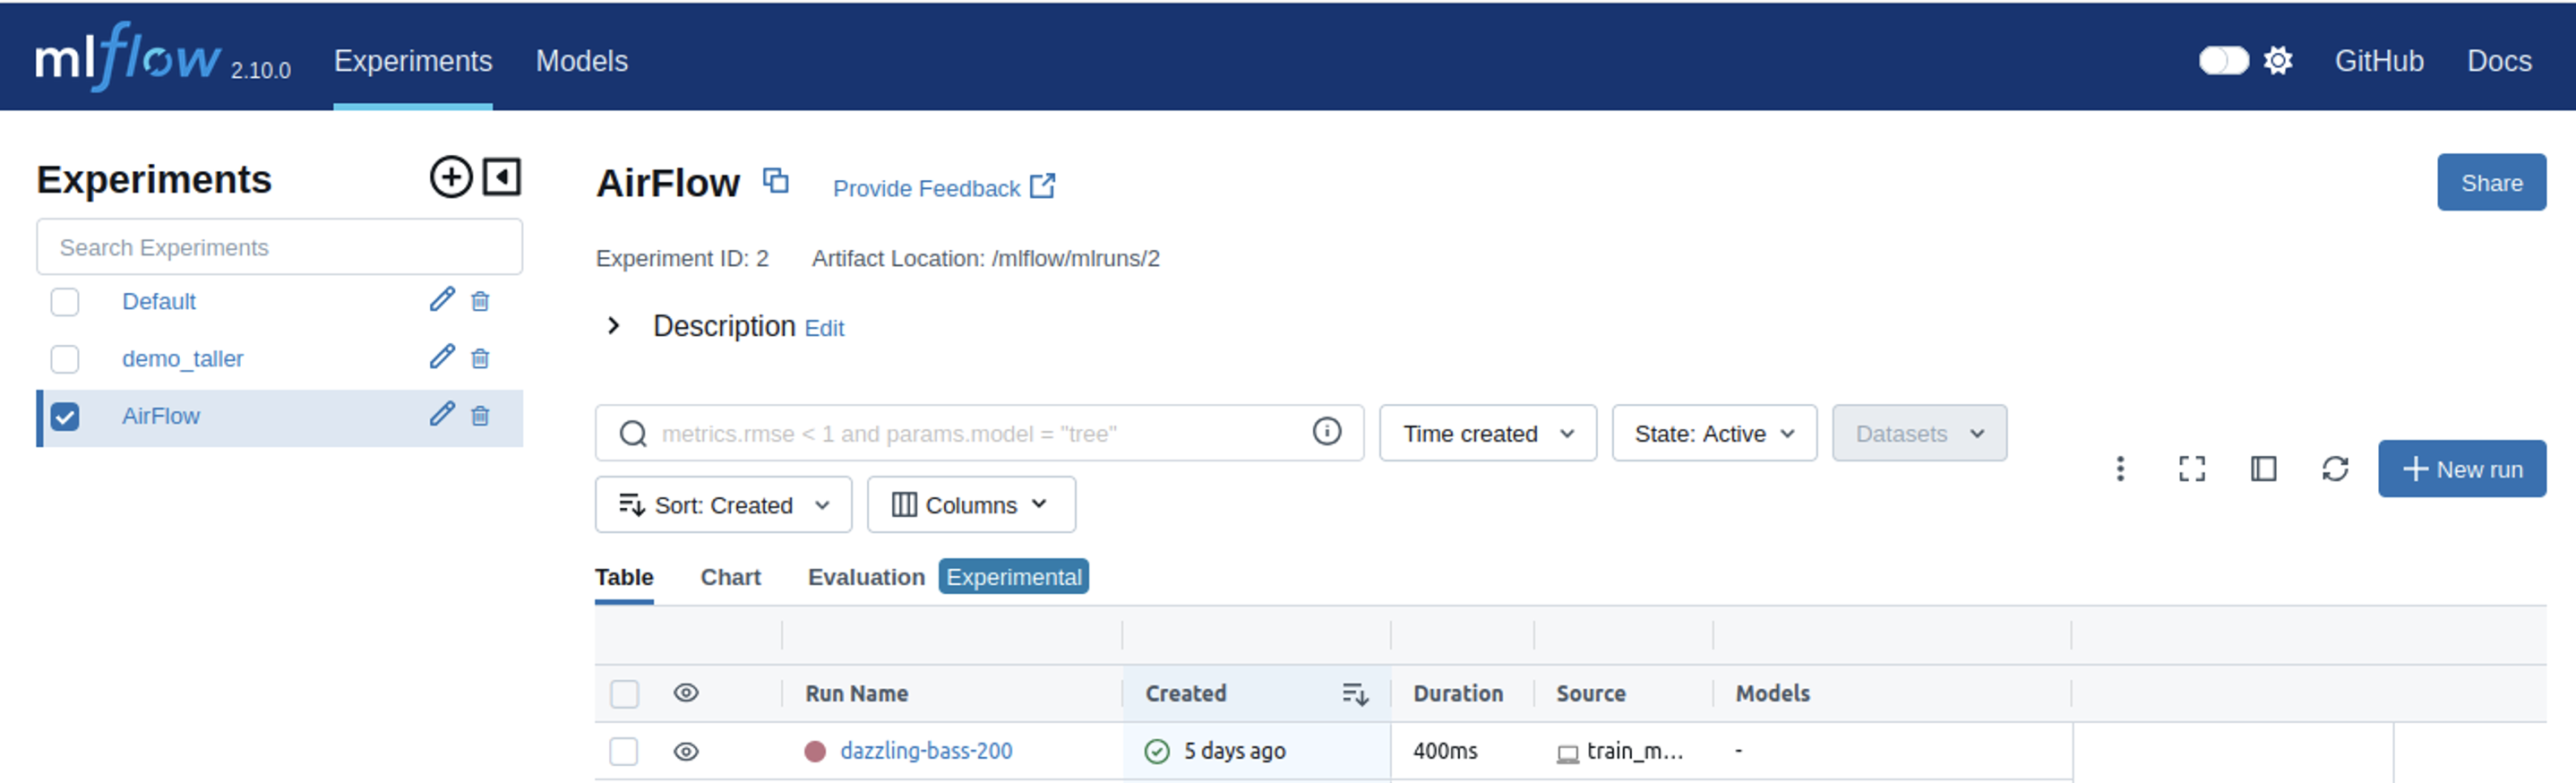 mlflow 2.10.0 Experiments Models GitHub Docs
Experiments
Search Experiments
Default
demo_taller
AirFlow
AirFlow Provide Feedback Share
Experiment ID: 2 Artifact Location: /mlflow/mlruns/2
Description Edit
metrics.rmse < 1 and params.model = "tree" Time created State: Active Datasets
New run
Sort: Created Columns
Table Chart Evaluation Experimental
Run Name Created Duration Source Models
dazzling-bass-200 5 days ago 400ms train_m... -